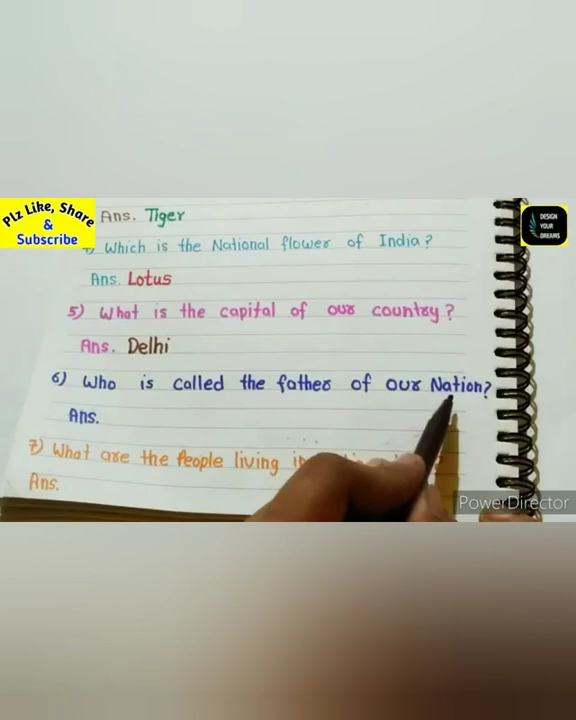 Plz Like, Share
&
Subscribe
DESIGN
YOUR
DREAMS
Ans. Tiger
Which is the National flower of India?
Ans. Lotus
5) What is the capital of our country?
Ans. Delhi
6) Who is called the father of our Nation?
Ans.
7) What are the People living in
Ans.
PowerDirector